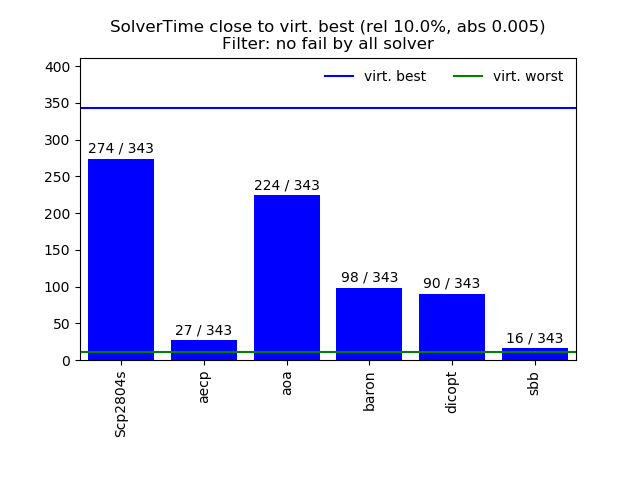 SolverTime close to virt. best (rel 10.0%, abs 0.005)
Filter: no fail by all solver
virt. best
virt. worst
400
350
300
250
200
150
100
50
0
274 / 343
27 / 343
224 / 343
98 / 343
90 / 343
16 / 343
Scp2804s
aecp
aoa
baron
dicopt
sbb